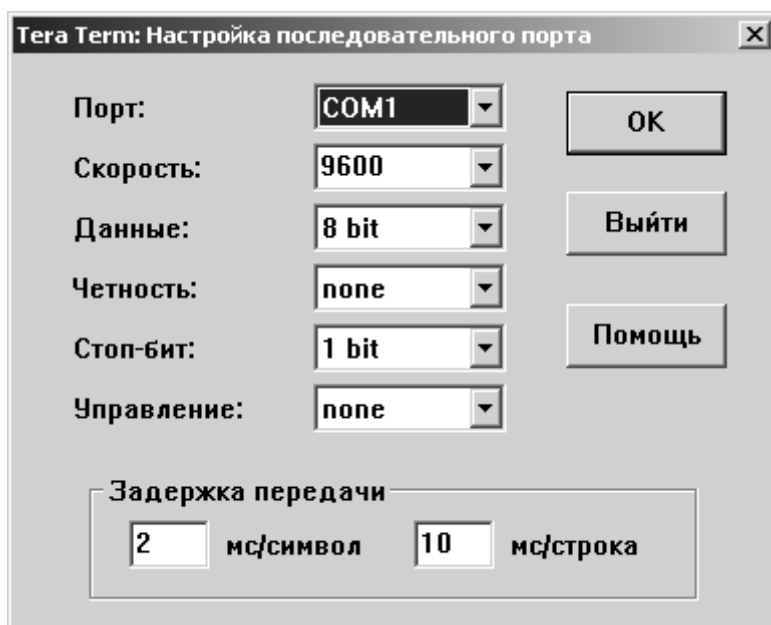 Tera Term: Настройка последовательного порта
Порт: COM1
OK
Скорость: 9600
Данные: 8 bit
Выйти
Четность: none
Стоп-бит: 1 bit
Помощь
Управление: none
Задержка передачи
2 мс/символ 10 мс/строка